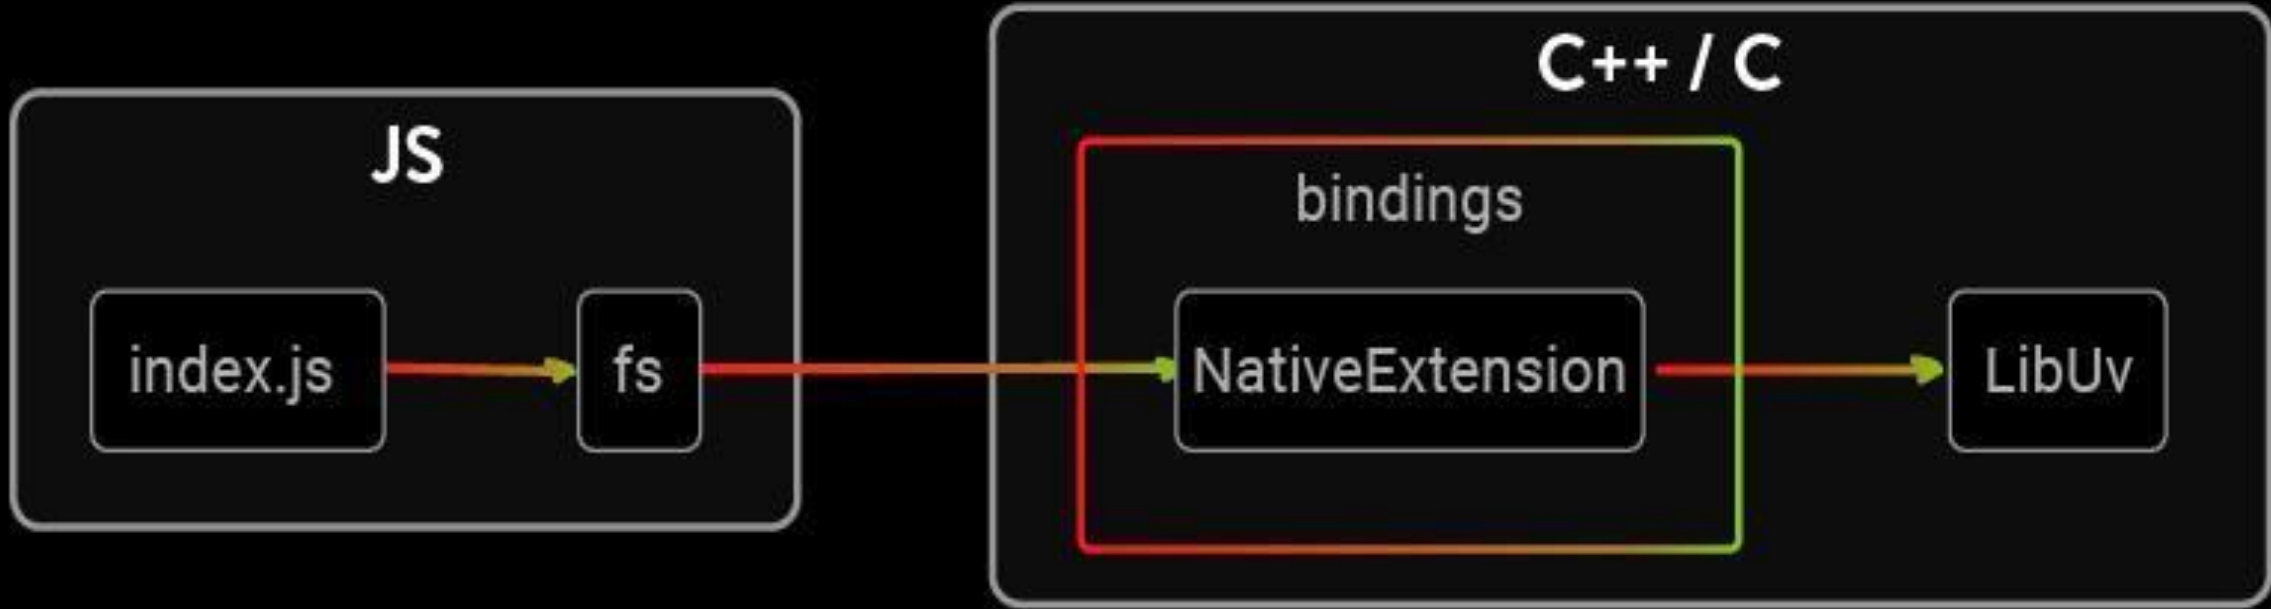 JS
index.js
fs
C++ / C
bindings
NativeExtension
LibUv